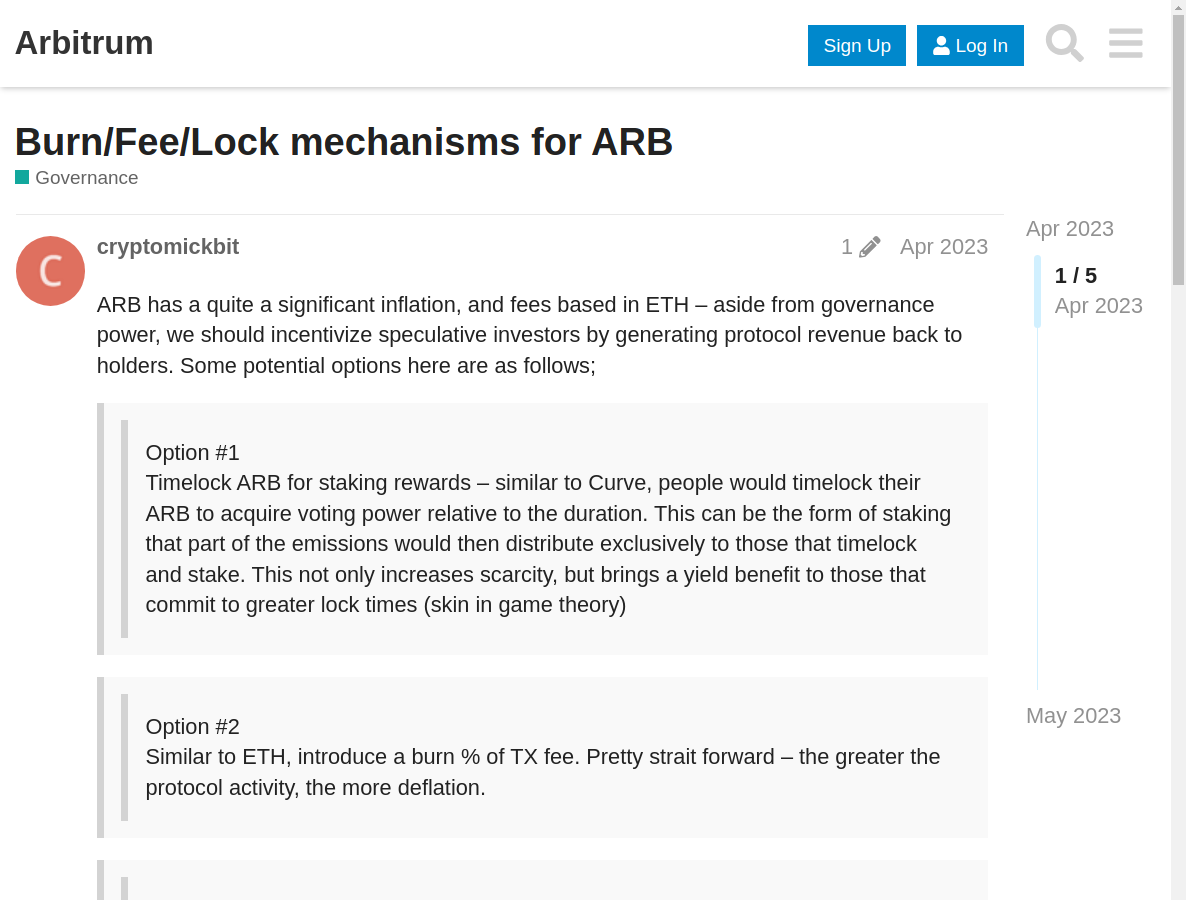 Arbitrum
Sign Up
Log In
Burn/Fee/Lock mechanisms for ARB
Governance
cryptomickbit
1
Apr 2023
C
ARB has a quite a significant inflation, and fees based in ETH – aside from governance
power, we should incentivize speculative investors by generating protocol revenue back to
holders. Some potential options here are as follows;
Option #1
Timelock ARB for staking rewards – similar to Curve, people would timelock their
ARB to acquire voting power relative to the duration. This can be the form of staking
that part of the emissions would then distribute exclusively to those that timelock
and stake. This not only increases scarcity, but brings a yield benefit to those that
commit to greater lock times (skin in game theory)
Option #2
Similar to ETH, introduce a burn % of TX fee. Pretty strait forward – the greater the
protocol activity, the more deflation.
Apr 2023
1 / 5
Apr 2023
May 2023